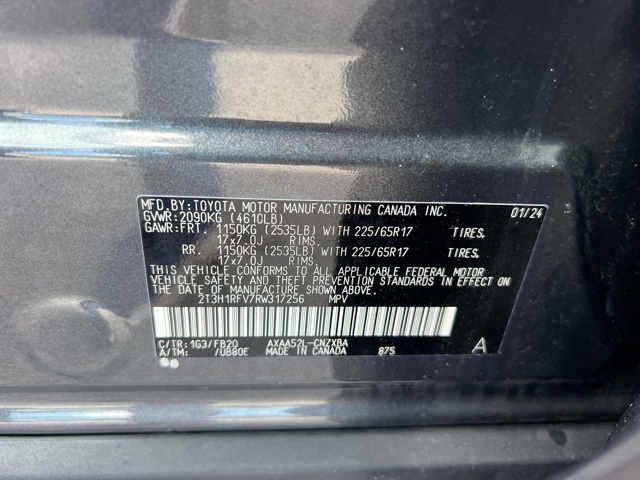 MFD.BY:TOYOTA MOTOR MANUFACTURING CANADA INC. 01/24
GVWR:2090KG (4610LB)
GAWR:FRT. 1150KG (2535LB) WITH 225/65R17 TIRES.
17x7.0J RIMS.
RR. 1150KG (2535LB) WITH 225/65R17 TIRES.
17x7.0J RIMS.
THIS VEHICLE CONFORMS TO ALL APPLICABLE FEDERAL MOTOR
VEHICLE SAFETY AND THEFT PREVENTION STANDARDS IN EFFECT ON
THE DATE OF MANUFACTURE SHOWN ABOVE.
2T3H1RFV7RW317256 MPV
C/TR:1G3/FB20 AXAA52L-CNZXBA A
A/TM: /UB80E MADE IN CANADA 875